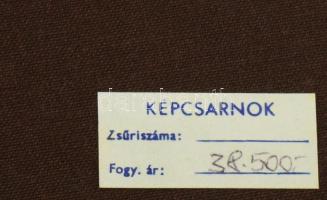 KÉPCSARNOK
Zsűriszáma:
Fogy. ár: 38.500.-